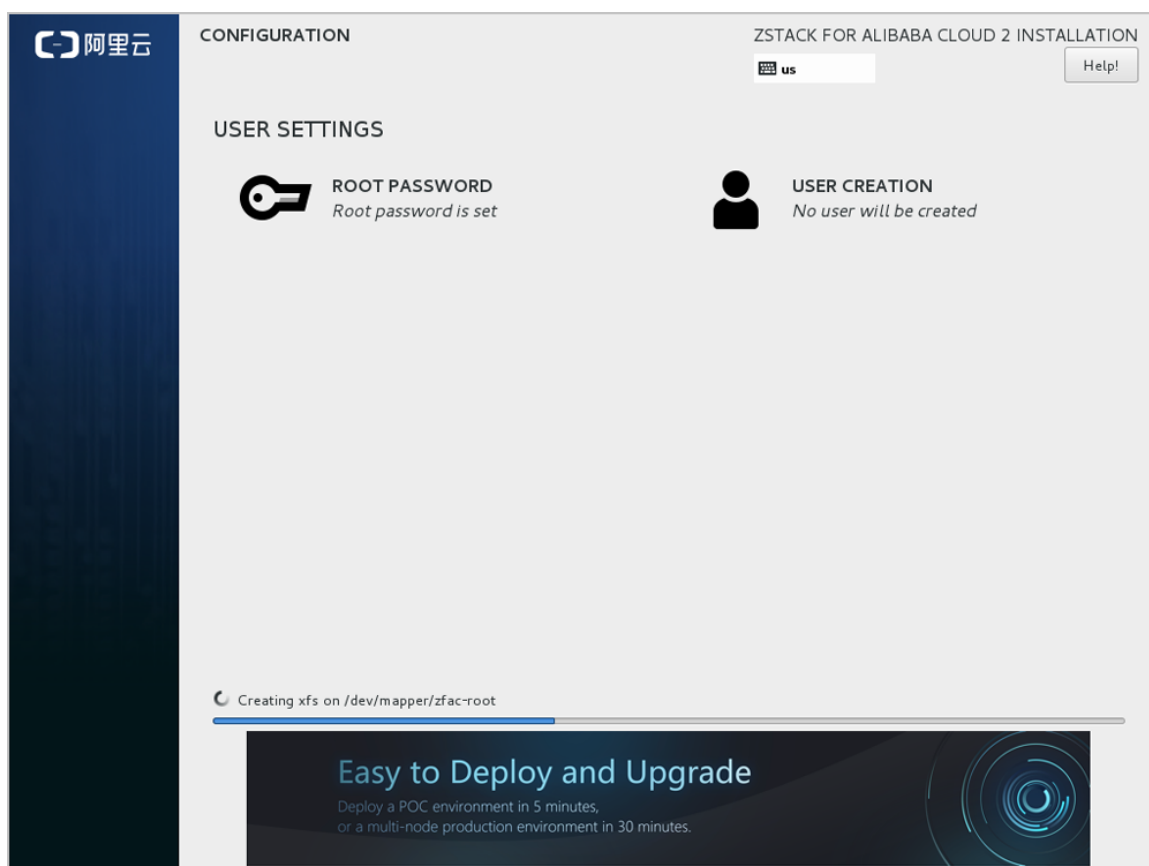 阿里云
CONFIGURATION
ZSTACK FOR ALIBABA CLOUD 2 INSTALLATION
us
Help!
USER SETTINGS
ROOT PASSWORD
Root password is set
USER CREATION
No user will be created
Creating xfs on /dev/mapper/zfac-root
Easy to Deploy and Upgrade
Deploy a POC environment in 5 minutes,
or a multi-node production environment in 30 minutes.